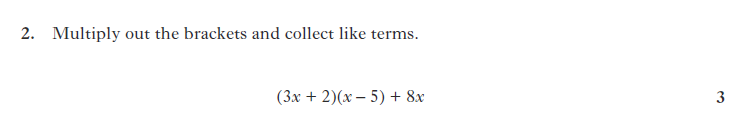 2. Multiply out the brackets and collect like terms.
(3x + 2)(x – 5) + 8x 3